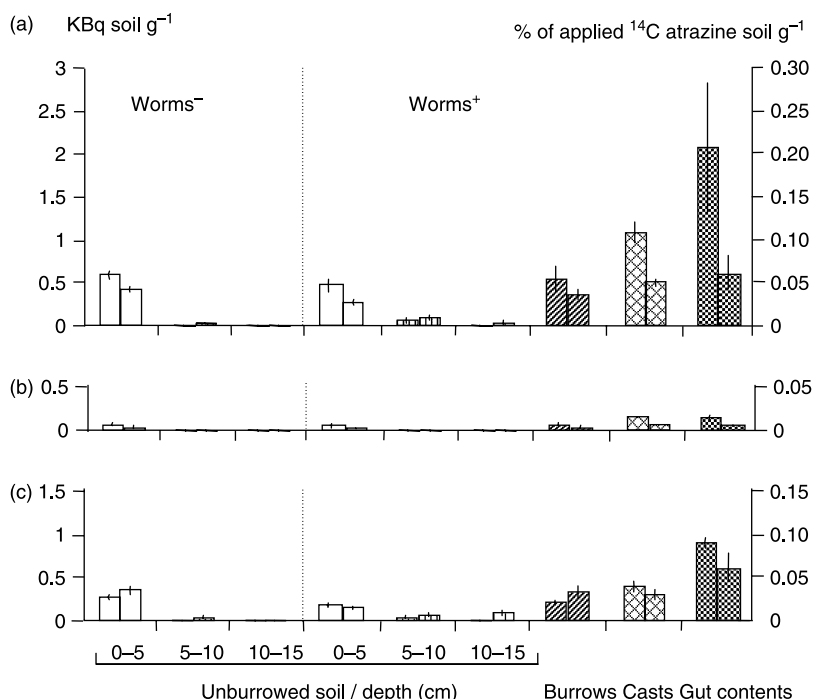 (a) KBq soil g⁻¹ % of applied ¹⁴C atrazine soil g⁻¹
3 0.30
Worms⁻ Worms⁺
2.5 0.25
2 0.20
1.5 0.15
1 0.10
0.5 0.05
0 0
(b) 0.5 0.05
0 0
(c) 1.5 0.15
1 0.10
0.5 0.05
0 0
0–5 5–10 10–15 0–5 5–10 10–15
Unburrowed soil / depth (cm) Burrows Casts Gut contents